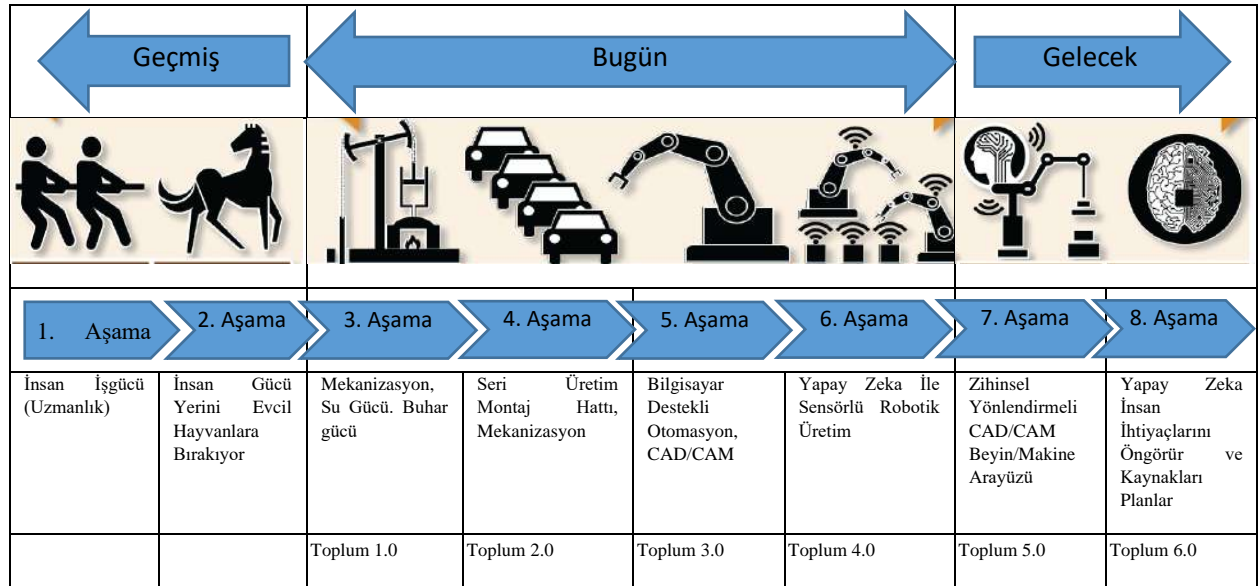 Geçmiş
Bugün
Gelecek
1. Aşama
2. Aşama
3. Aşama
4. Aşama
5. Aşama
6. Aşama
7. Aşama
8. Aşama
İnsan İşgücü
(Uzmanlık)
İnsan Gücü
Yerini Evcil
Hayvanlara
Bırakıyor
Mekanizasyon,
Su Gücü. Buhar
gücü
Seri Üretim
Montaj Hattı,
Mekanizasyon
Bilgisayar
Destekli
Otomasyon,
CAD/CAM
Yapay Zeka İle
Sensörlü Robotik
Üretim
Zihinsel
Yönlendirmeli
CAD/CAM
Beyin/Makine
Arayüzü
Yapay Zeka
İnsan
İhtiyaçlarını
Öngörür ve
Kaynakları
Planlar
Toplum 1.0
Toplum 2.0
Toplum 3.0
Toplum 4.0
Toplum 5.0
Toplum 6.0